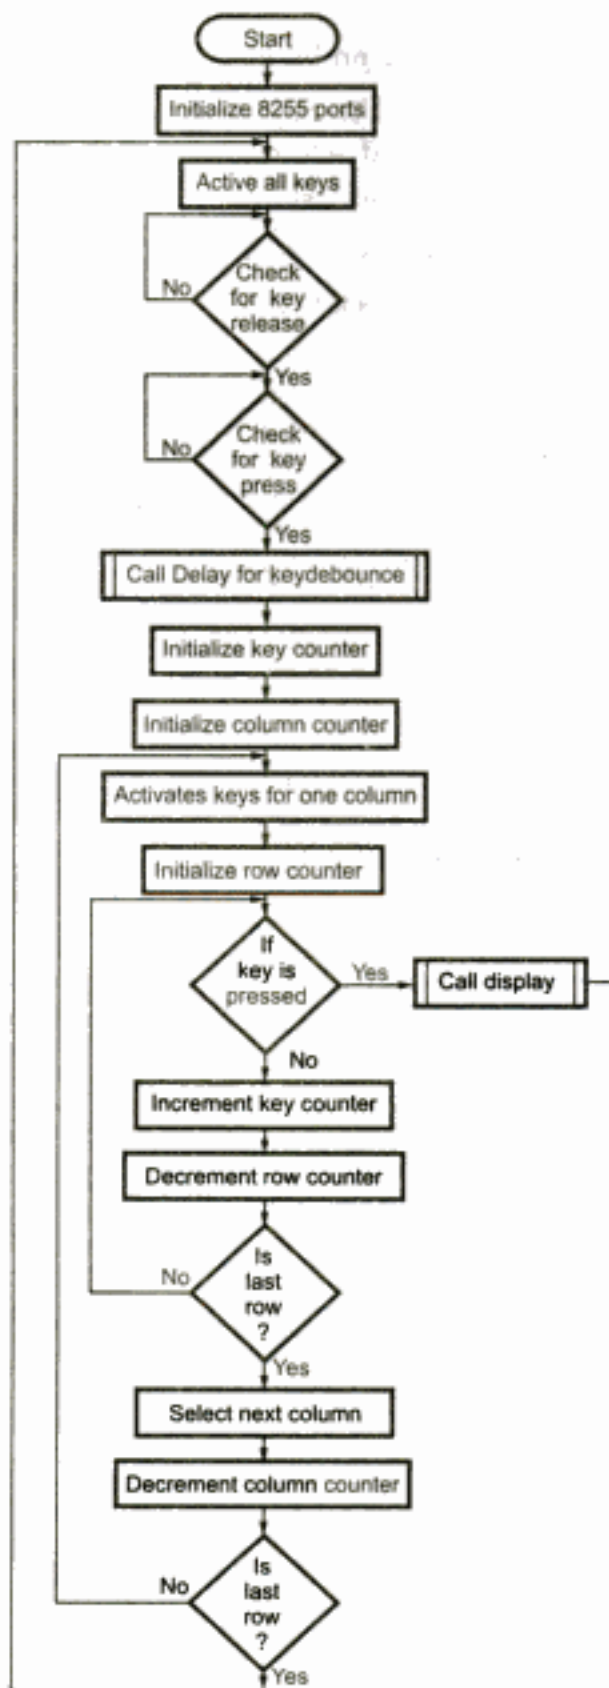 Start
Initialize 8255 ports
Active all keys
Check
for key
release
No
Yes
Check
for key
press
No
Yes
Call Delay for keydebounce
Initialize key counter
Initialize column counter
Activates keys for one column
Initialize row counter
If
key is
pressed
Yes
Call display
No
Increment key counter
Decrement row counter
Is
last
row
?
No
Yes
Select next column
Decrement column counter
Is
last
row
?
No
Yes